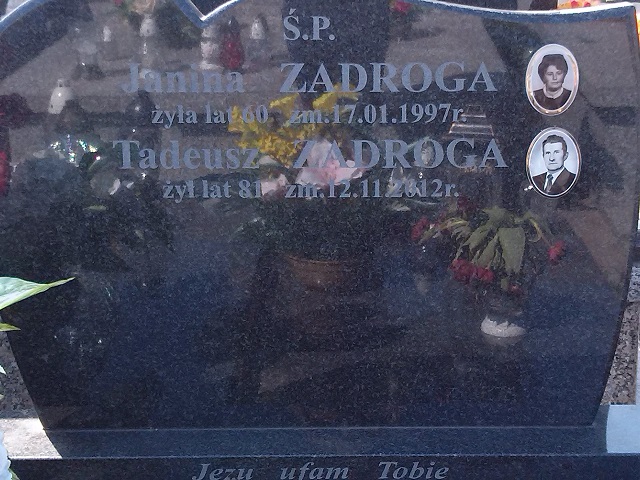 Ś.P.
Janina ZADROGA
żyła lat 60 zm.17.01.1997r.
Tadeusz ZADROGA
żył lat 81 zm.12.11.2012r.
Jezu ufam Tobie